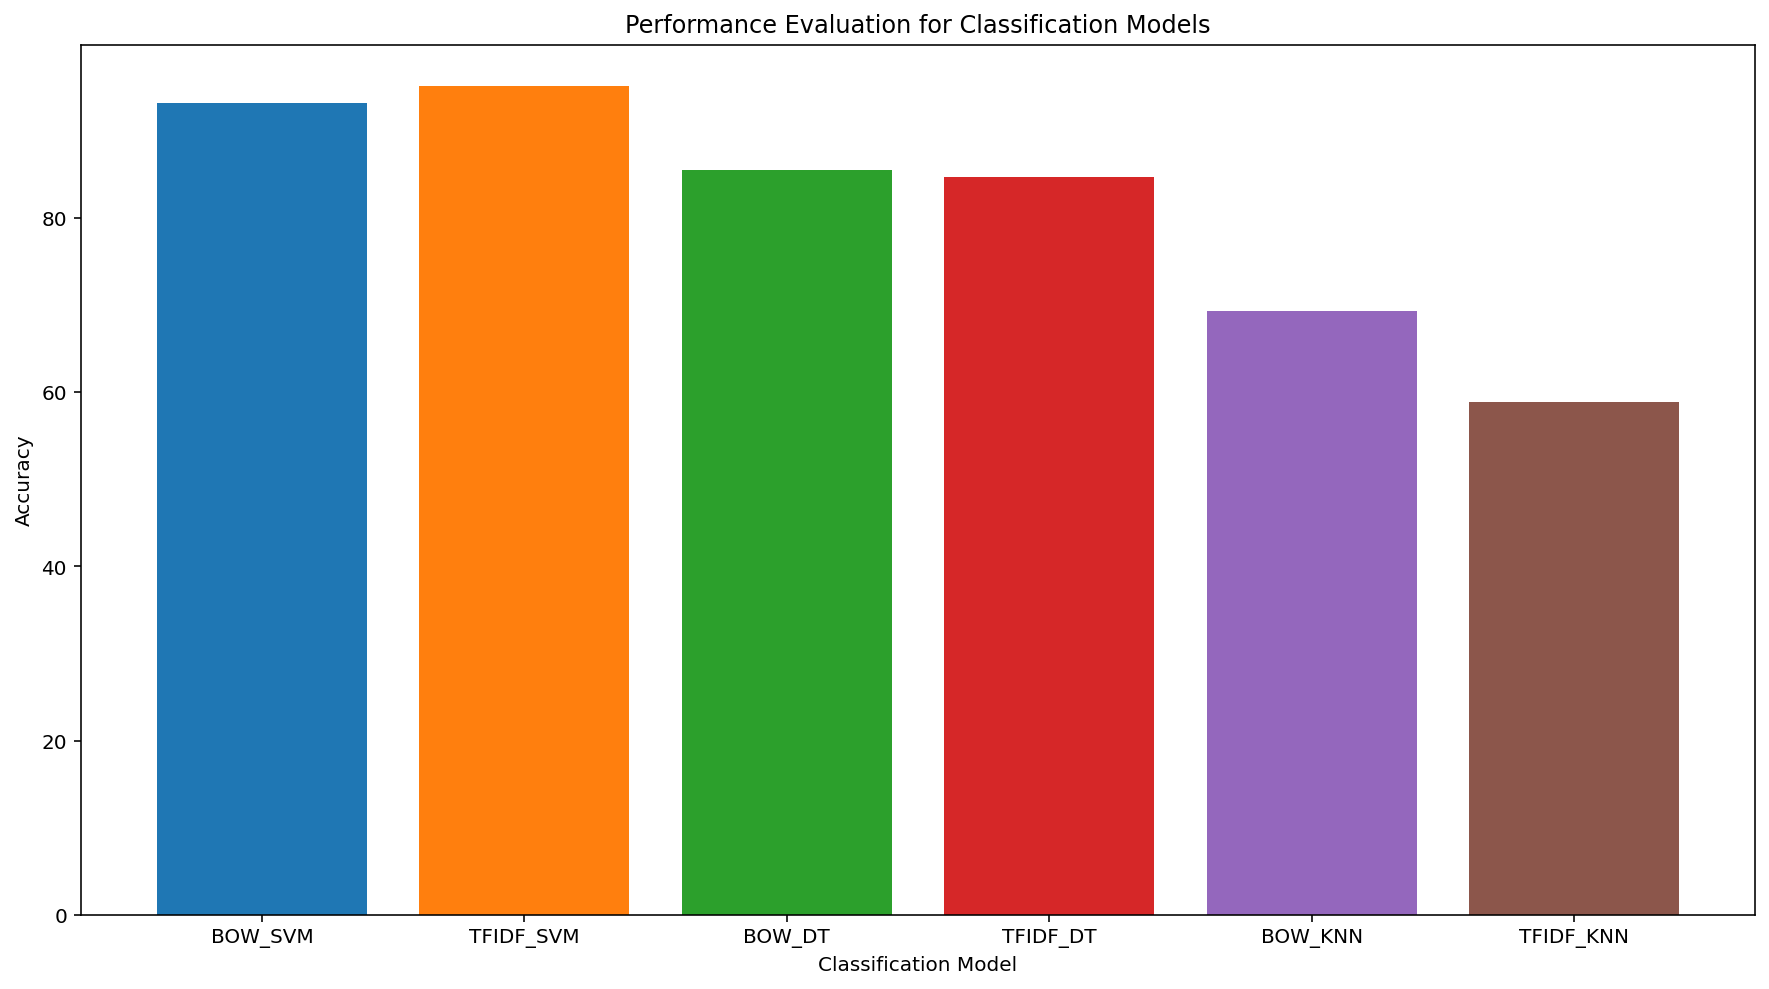 Performance Evaluation for Classification Models
80
60
40
20
0
Accuracy
BOW_SVM TFIDF_SVM BOW_DT TFIDF_DT BOW_KNN TFIDF_KNN
Classification Model